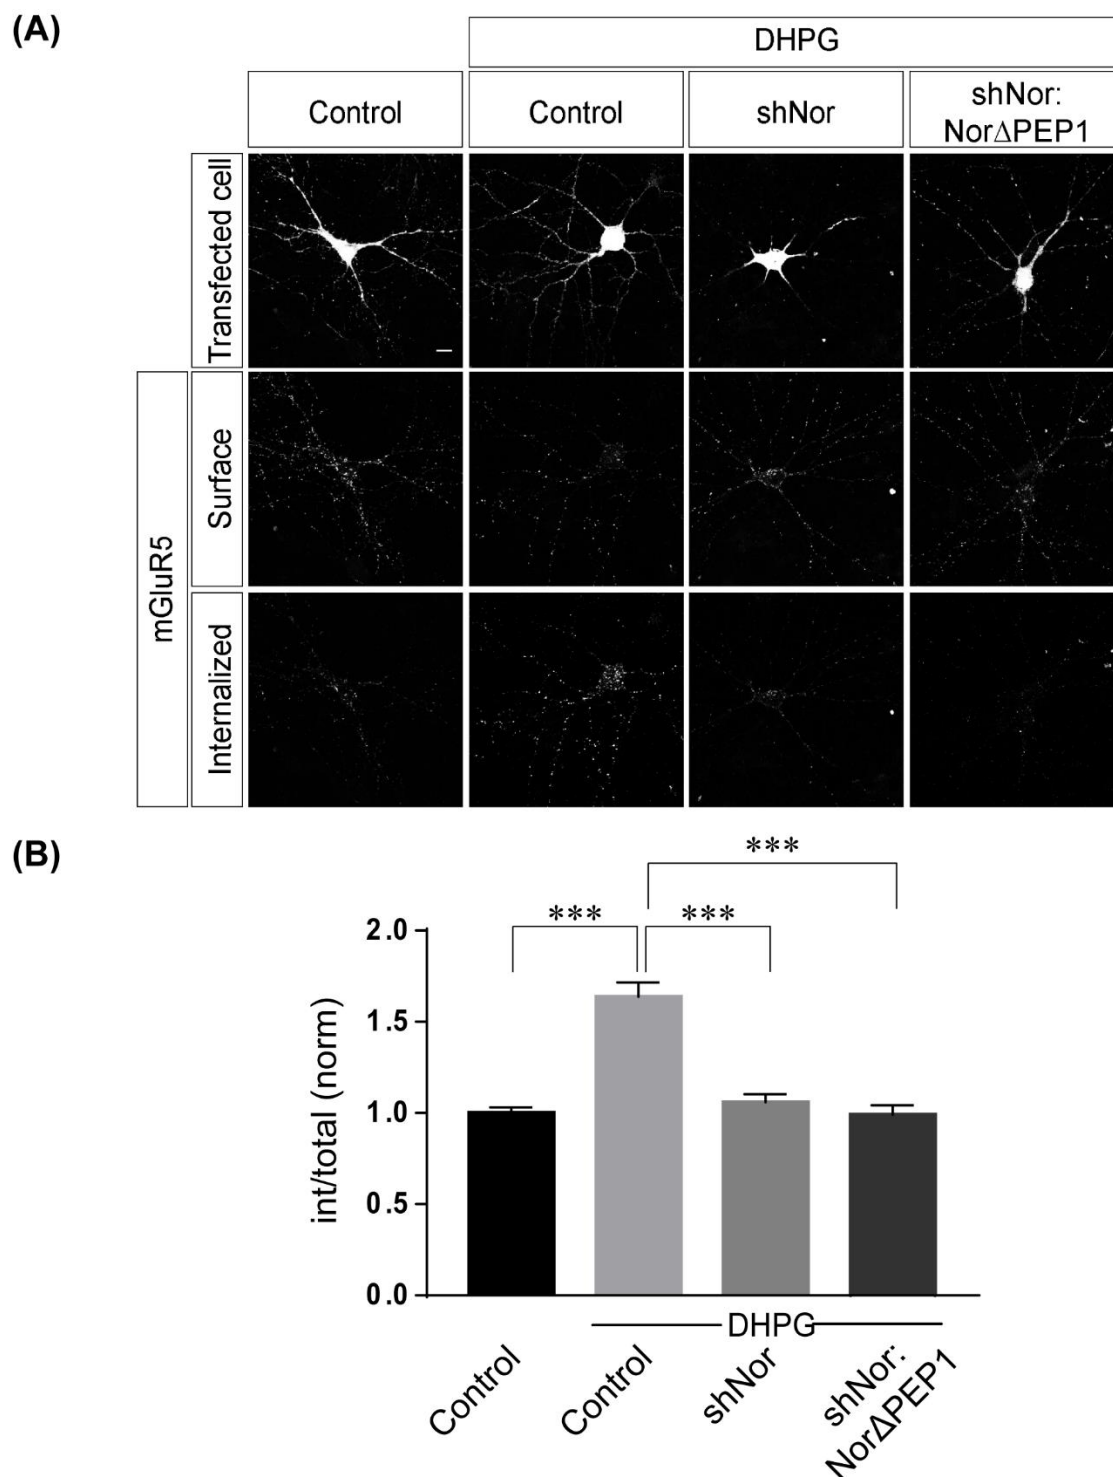 (A)
DHPG
Control
Control
shNor
shNor:
NorΔPEP1
Transfected cell
mGluR5
Surface
Internalized
(B)
***
***
***
2.0
1.5
1.0
0.5
0.0
int/total (norm)
DHPG
Control
Control
shNor
shNor:
NorΔPEP1